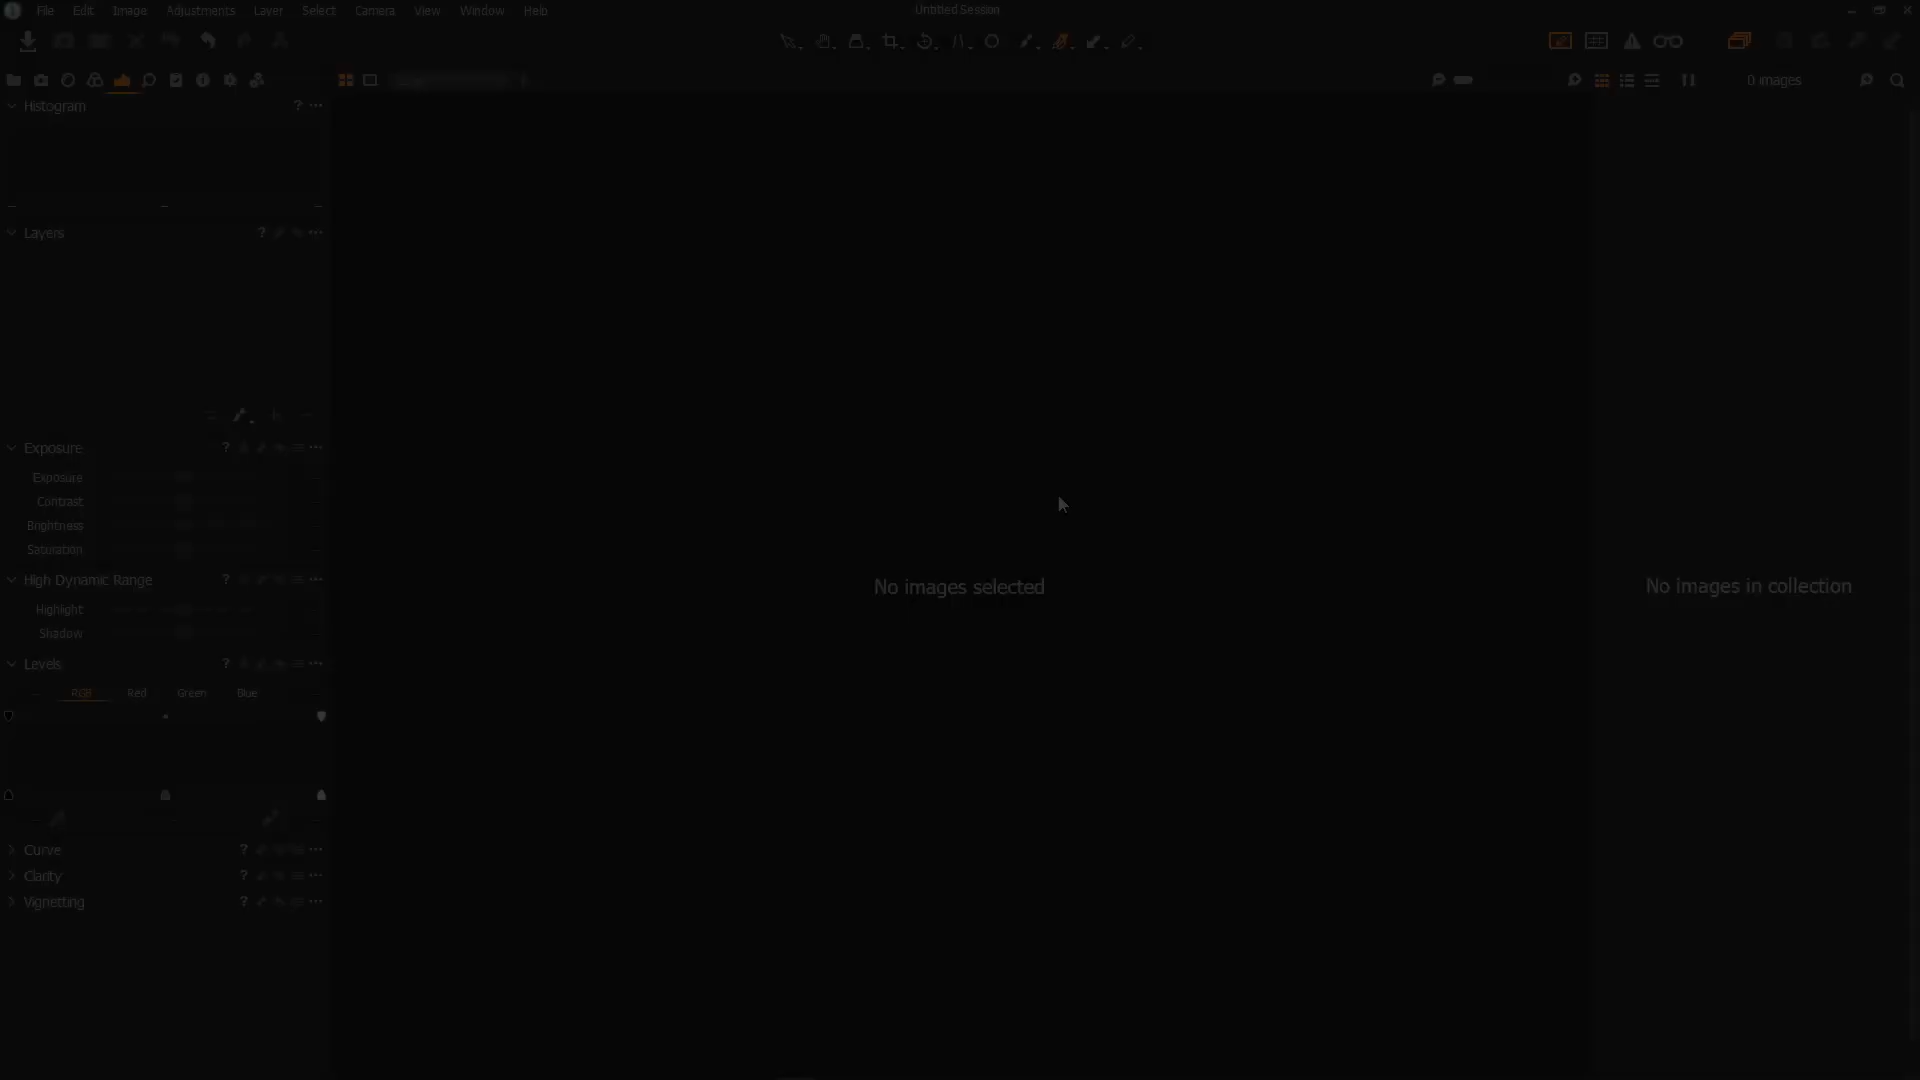 File Edit Image Adjustments Layer Select Camera View Window Help
Untitled Session
0 images
Histogram
Layers
Exposure
Exposure
Contrast
Brightness
Saturation
High Dynamic Range
Highlight
Shadow
Levels
RGB Red Green Blue
Curve
Clarity
Vignetting
No images selected
No images in collection